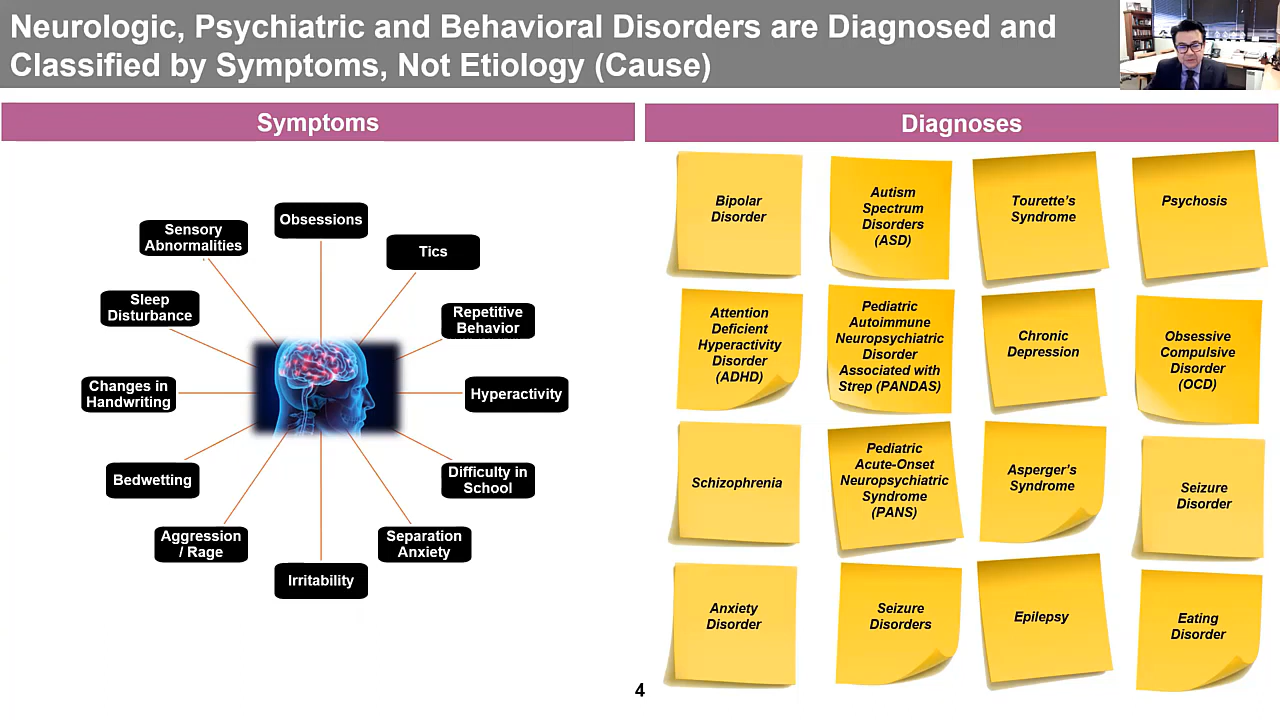 Neurologic, Psychiatric and Behavioral Disorders are Diagnosed and
Classified by Symptoms, Not Etiology (Cause)
Symptoms
Obsessions
Sensory
Abnormalities
Tics
Sleep
Disturbance
Repetitive
Behavior
Changes in
Handwriting
Hyperactivity
Bedwetting
Difficulty in
School
Aggression
/ Rage
Separation
Anxiety
Irritability
Diagnoses
Bipolar
Disorder
Autism
Spectrum
Disorders
(ASD)
Tourette's
Syndrome
Psychosis
Attention
Deficient
Hyperactivity
Disorder
(ADHD)
Pediatric
Autoimmune
Neuropsychiatric
Disorder
Associated with
Strep (PANDAS)
Chronic
Depression
Obsessive
Compulsive
Disorder
(OCD)
Schizophrenia
Pediatric
Acute-Onset
Neuropsychiatric
Syndrome
(PANS)
Asperger's
Syndrome
Seizure
Disorder
Anxiety
Disorder
Seizure
Disorders
Epilepsy
Eating
Disorder
4